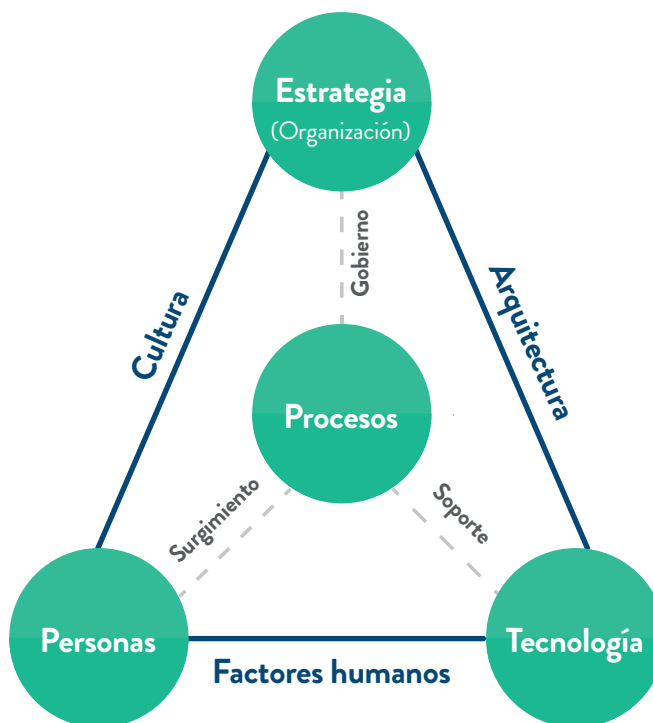 Estrategia
(Organización)
Gobierno
Cultura
Arquitectura
Procesos
Surgimiento
Soporte
Personas
Tecnología
Factores humanos